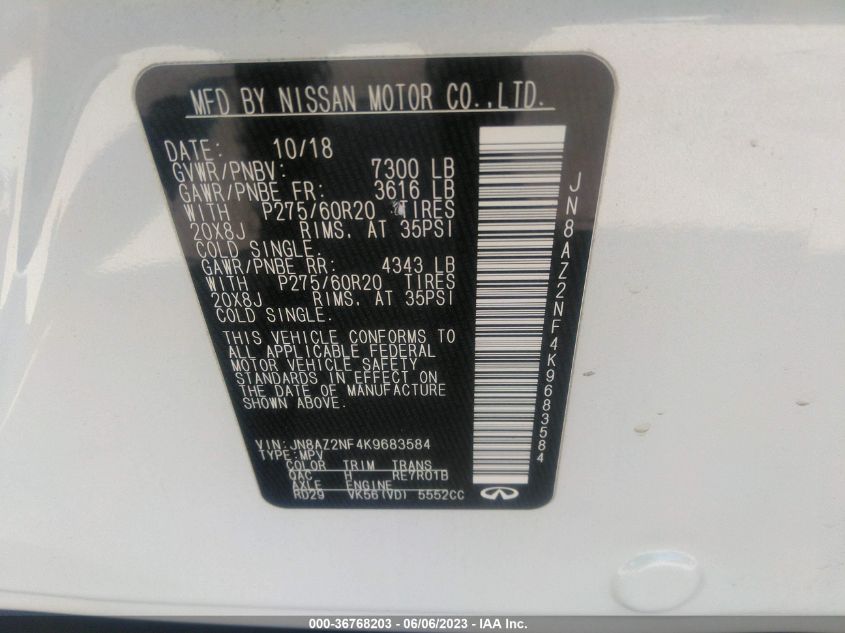 MFD BY NISSAN MOTOR CO.,LTD.
DATE: 10/18
GVWR/PNBV: 7300 LB
GAWR/PNBE FR: 3616 LB
WITH P275/60R20 TIRES
20X8J RIMS, AT 35PSI
COLD SINGLE.
GAWR/PNBE RR: 4343 LB
WITH P275/60R20 TIRES
20X8J RIMS, AT 35PSI
COLD SINGLE.
THIS VEHICLE CONFORMS TO
ALL APPLICABLE FEDERAL
MOTOR VEHICLE SAFETY
STANDARDS IN EFFECT ON
THE DATE OF MANUFACTURE
SHOWN ABOVE.
VIN:JN8AZ2NF4K9683584
TYPE:MPV
COLOR TRIM TRANS
QAC H RE7R01B
AXLE ENGINE
RD29 VK56(VD) 5552CC
JN8AZ2NF4K9683584
000-36768203 - 06/06/2023 - IAA Inc.